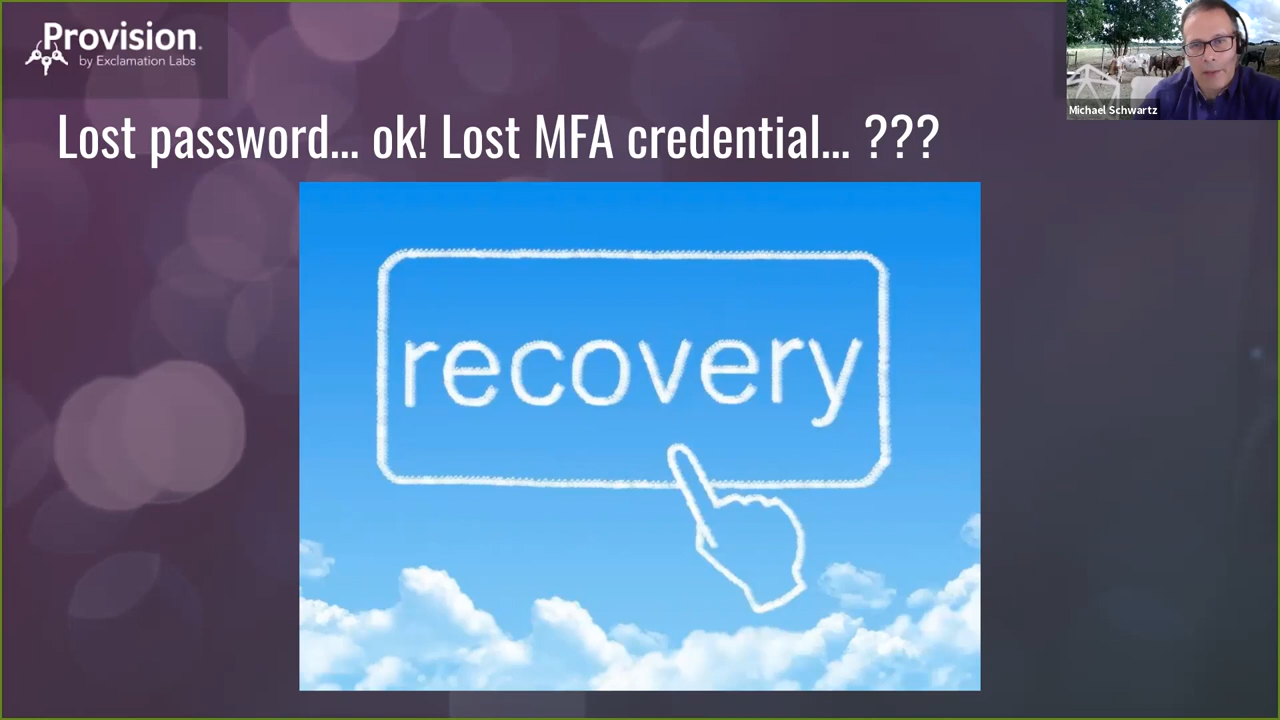 Provision.
by Exclamation Labs
Michael Schwartz
Lost password... ok! Lost MFA credential... ???
recovery